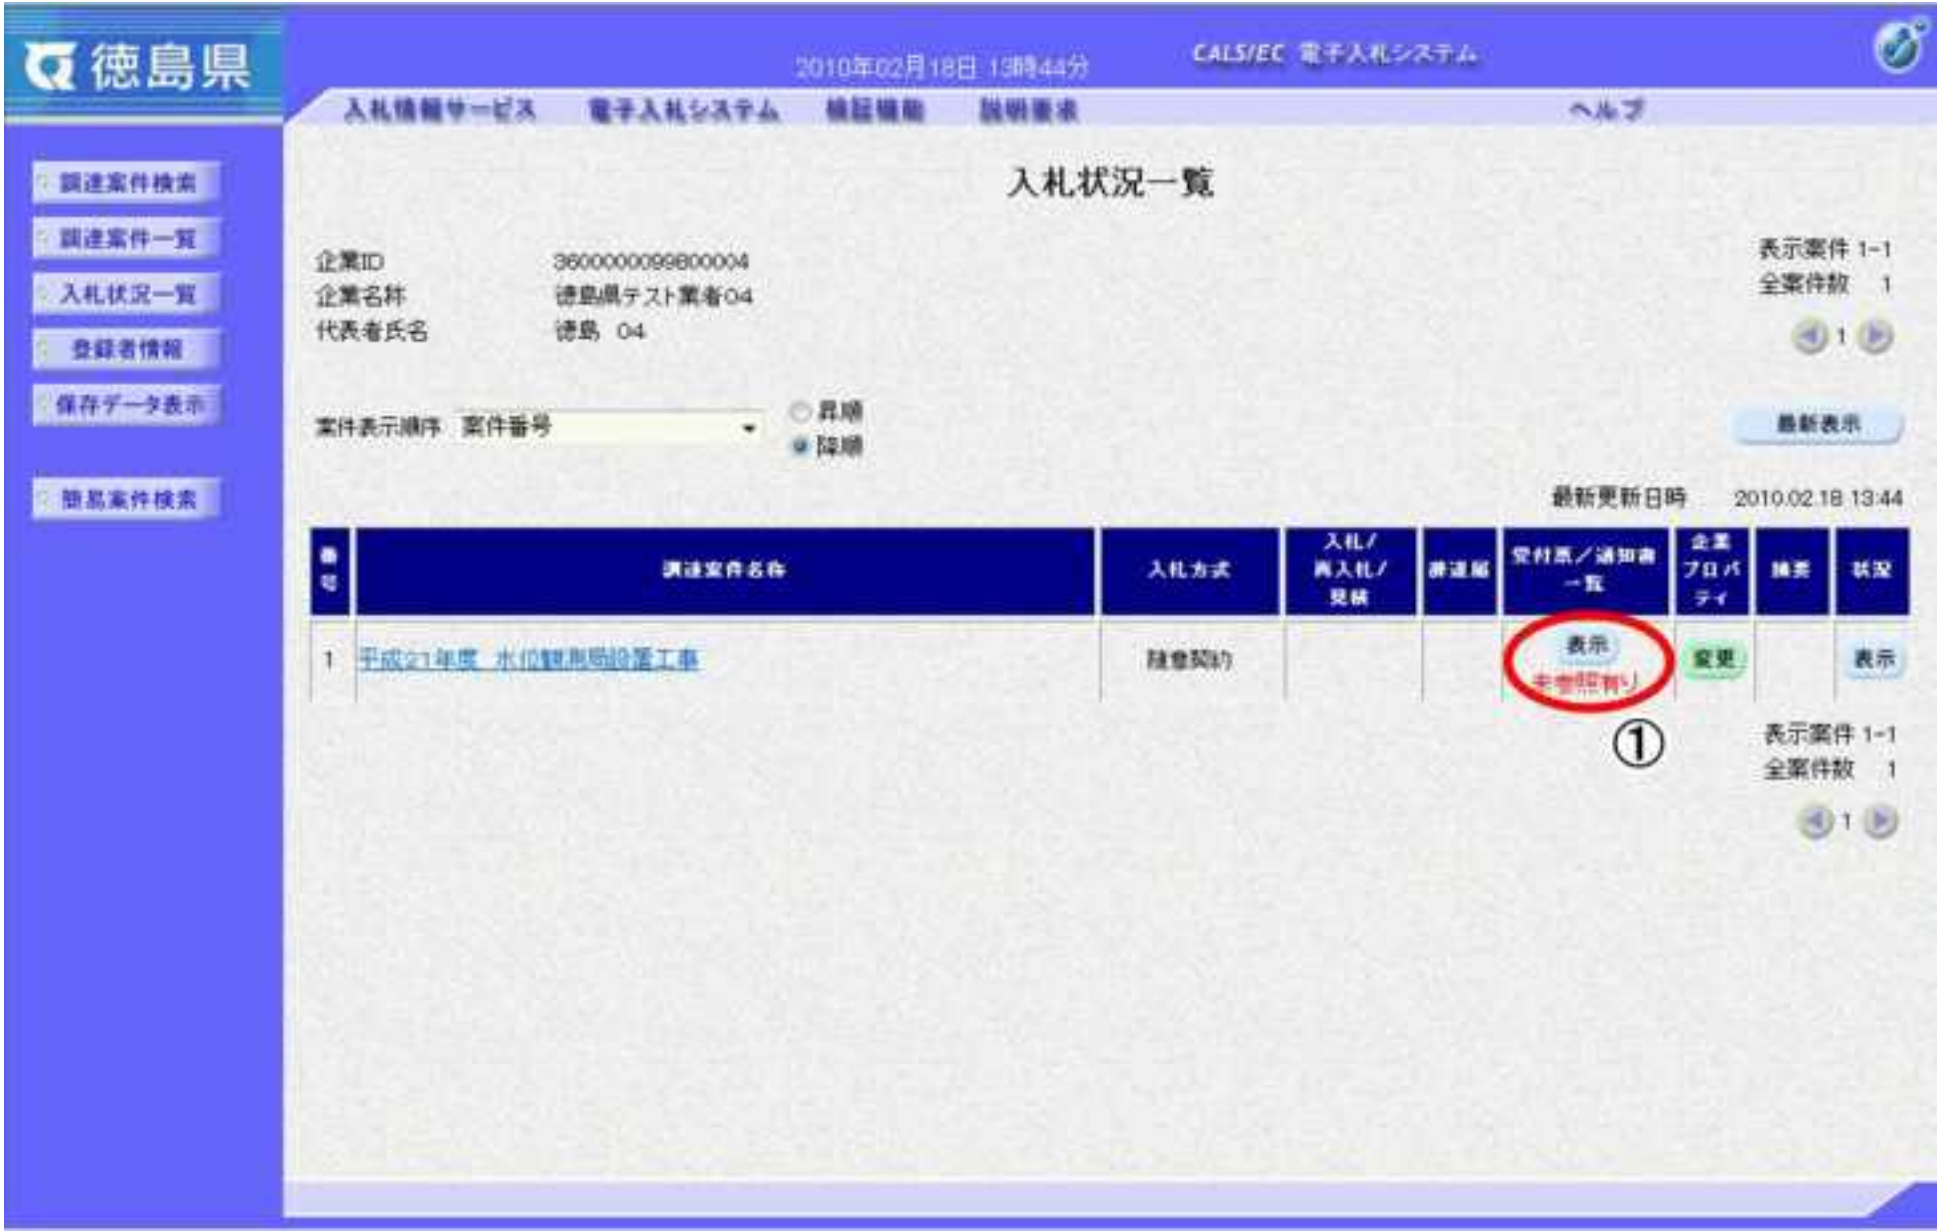 徳島県
2010年02月18日 13時44分
CALS/EC 電子入札システム
入札情報サービス 電子入札システム 検証機能 説明要求 ヘルプ
調達案件検索
調達案件一覧
入札状況一覧
登録者情報
保存データ表示
簡易案件検索
入札状況一覧
企業ID 3600000099800004
企業名称 徳島県テスト業者04
代表者氏名 徳島 04
表示案件 1-1
全案件数 1
1
案件表示順序 案件番号
昇順
降順
最新表示
最新更新日時 2010.02.18 13:44
番号 調達案件名称 入札方式 入札/再入札/見積 辞退届 受付票/通知書一覧 企業プロパティ 摘要 状況
1 平成21年度 水位観測局設置工事 随意契約 表示 変更 表示
未参照有り
①
表示案件 1-1
全案件数 1
1